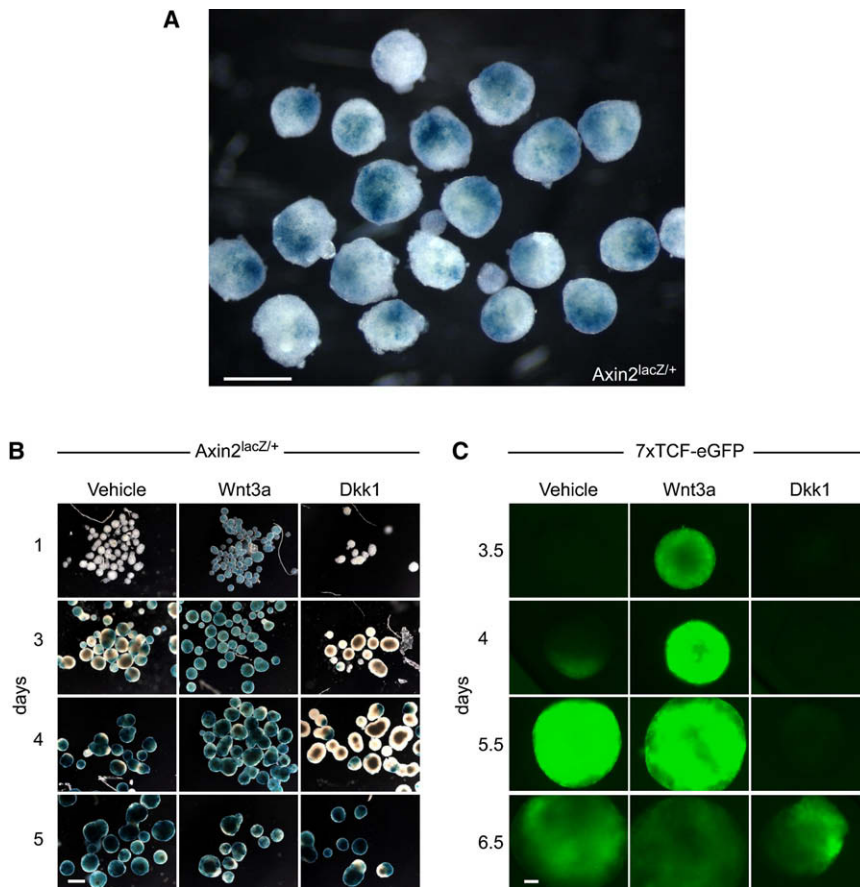 A
Axin2lacZ/+
B
Axin2lacZ/+
Vehicle Wnt3a Dkk1
1
3
4
5
days
C
7xTCF-eGFP
Vehicle Wnt3a Dkk1
3.5
4
5.5
6.5
days